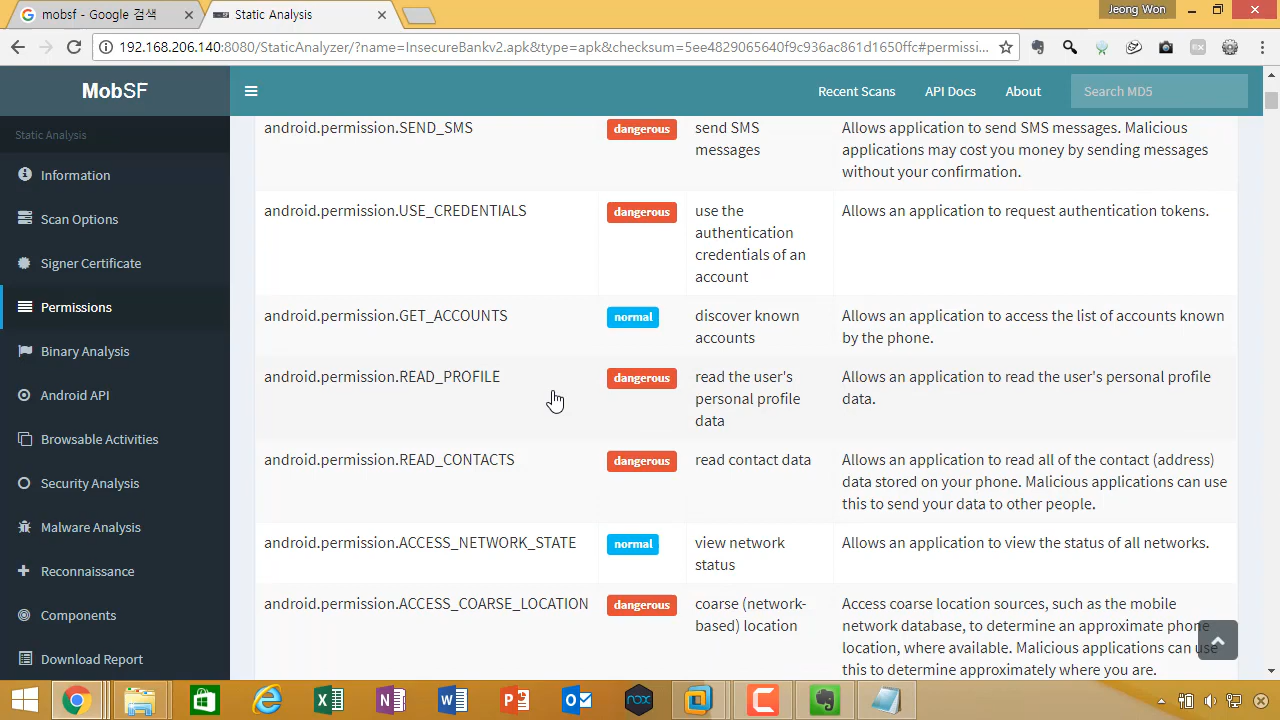 mobsf - Google 검색
Static Analysis
Jeong Won
192.168.206.140:8080/StaticAnalyzer/?name=InsecureBankv2.apk&type=apk&checksum=5ee4829065640f9c936ac861d1650ffc#permissi...
MobSF
Recent Scans
API Docs
About
Search MD5
Static Analysis
Information
Scan Options
Signer Certificate
Permissions
Binary Analysis
Android API
Browsable Activities
Security Analysis
Malware Analysis
Reconnaissance
Components
Download Report
android.permission.SEND_SMS
dangerous
send SMS
messages
Allows application to send SMS messages. Malicious
applications may cost you money by sending messages
without your confirmation.
android.permission.USE_CREDENTIALS
dangerous
use the
authentication
credentials of an
account
Allows an application to request authentication tokens.
android.permission.GET_ACCOUNTS
normal
discover known
accounts
Allows an application to access the list of accounts known
by the phone.
android.permission.READ_PROFILE
dangerous
read the user's
personal profile
data
Allows an application to read the user's personal profile
data.
android.permission.READ_CONTACTS
dangerous
read contact data
Allows an application to read all of the contact (address)
data stored on your phone. Malicious applications can use
this to send your data to other people.
android.permission.ACCESS_NETWORK_STATE
normal
view network
status
Allows an application to view the status of all networks.
android.permission.ACCESS_COARSE_LOCATION
dangerous
coarse (network-
based) location
Access coarse location sources, such as the mobile
network database, to determine an approximate phone
location, where available. Malicious applications can use
this to determine approximately where you are.
nox